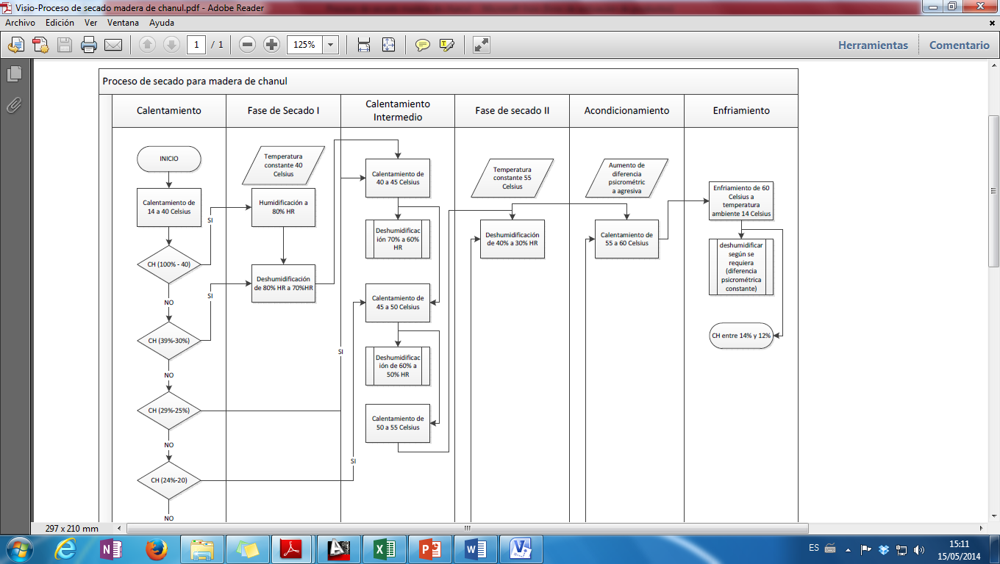 Visio-Proceso de secado madera de chanul.pdf - Adobe Reader
Archivo Edición Ver Ventana Ayuda
1 / 1 125% Herramientas Comentario
Proceso de secado para madera de chanul
Calentamiento
Fase de Secado I
Calentamiento
Intermedio
Fase de secado II
Acondicionamiento
Enfriamiento
INICIO
Calentamiento de
14 a 40 Celsius
SI
CH (100% - 40)
NO
SI
CH (39%-30%)
NO
CH (29%-25%)
NO
CH (24%-20)
NO
Temperatura
constante 40
Celsius
Humidificación a
80% HR
Deshumidificación
de 80% HR a 70%HR
SI
SI
Calentamiento de
40 a 45 Celsius
Deshumidificac
ión 70% a 60%
HR
Calentamiento de
45 a 50 Celsius
Deshumidificac
ión de 60% a
50% HR
Calentamiento de
50 a 55 Celsius
Temperatura
constante 55
Celsius
Deshumidificación
de 40% a 30% HR
Aumento de
diferencia
psicrométric
a agresiva
Calentamiento de
55 a 60 Celsius
Enfriamiento de 60
Celsius a
temperatura
ambiente 14 Celsius
deshumidificar
según se
requiera
(diferencia
psicrométrica
constante)
CH entre 14% y 12%
297 x 210 mm
ES
15:11
15/05/2014